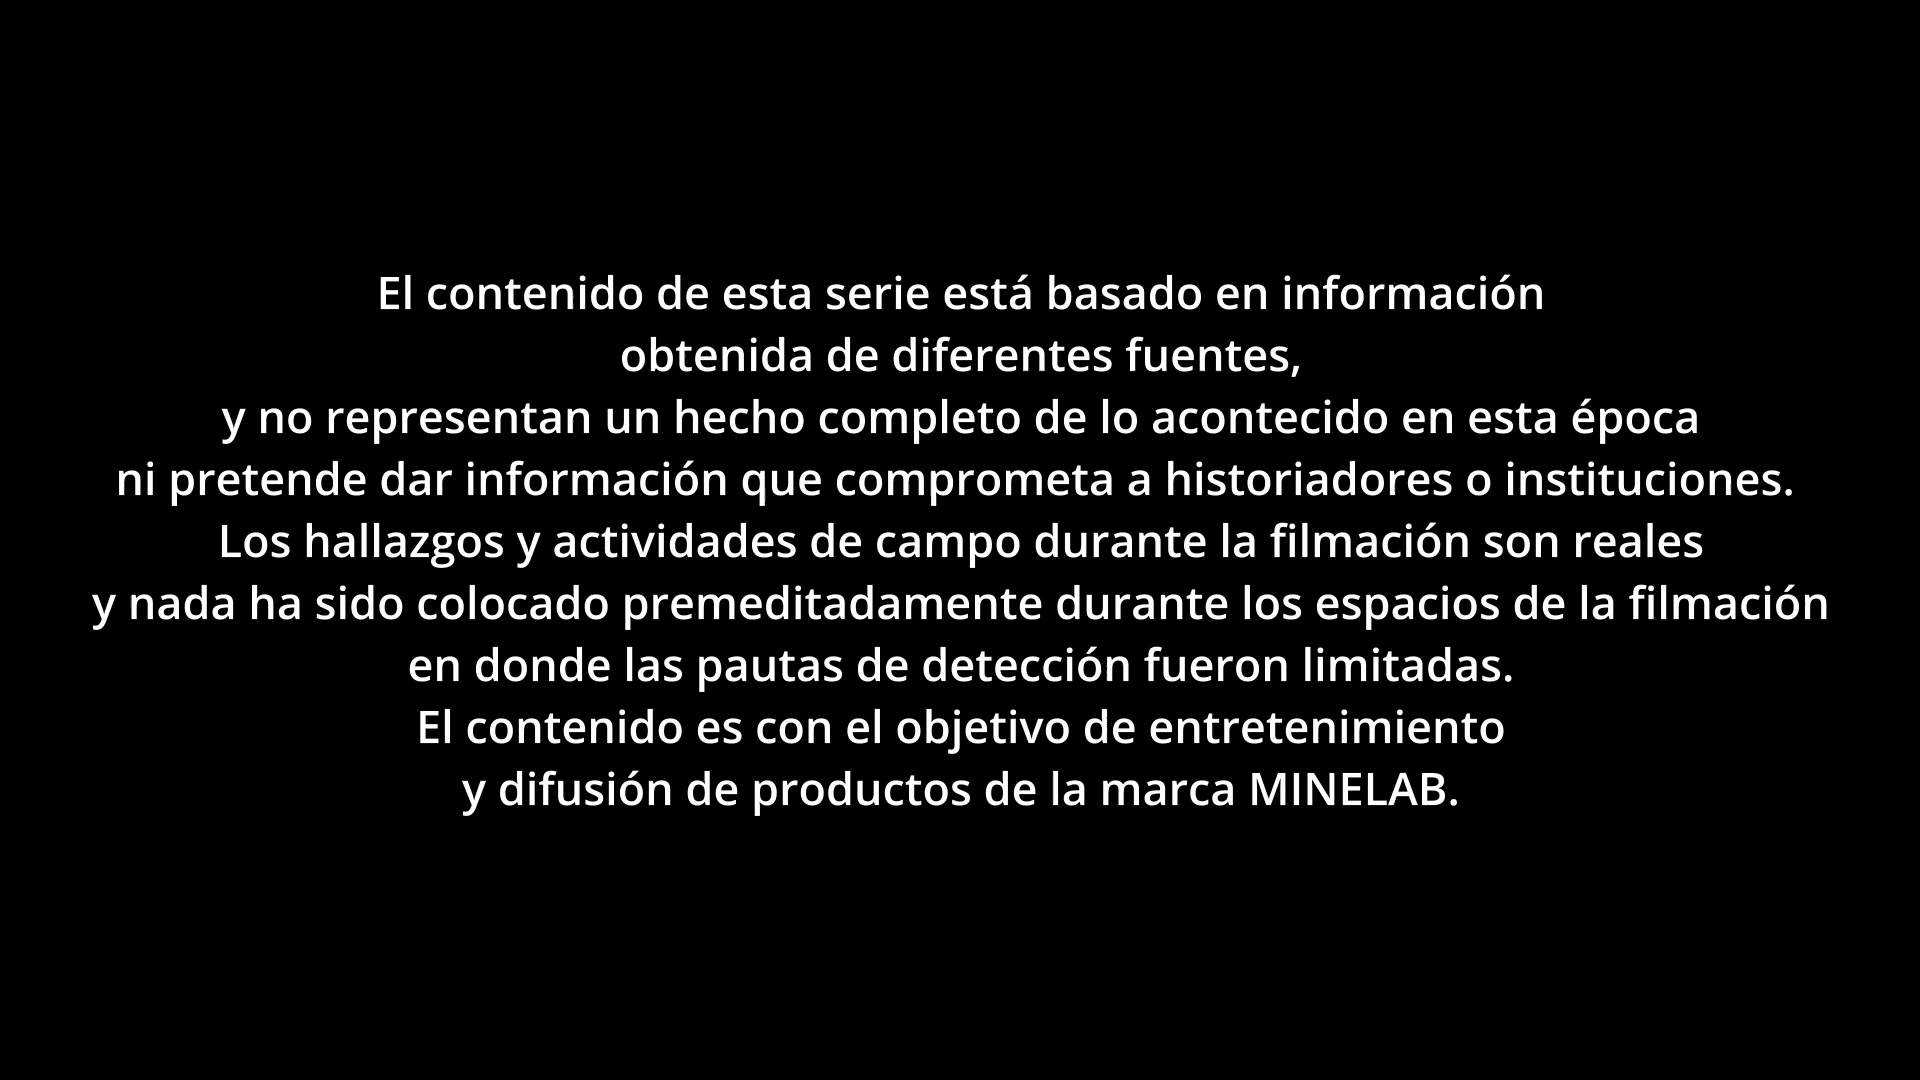 El contenido de esta serie está basado en información
obtenida de diferentes fuentes,
y no representan un hecho completo de lo acontecido en esta época
ni pretende dar información que comprometa a historiadores o instituciones.
Los hallazgos y actividades de campo durante la filmación son reales
y nada ha sido colocado premeditadamente durante los espacios de la filmación
en donde las pautas de detección fueron limitadas.
El contenido es con el objetivo de entretenimiento
y difusión de productos de la marca MINELAB.